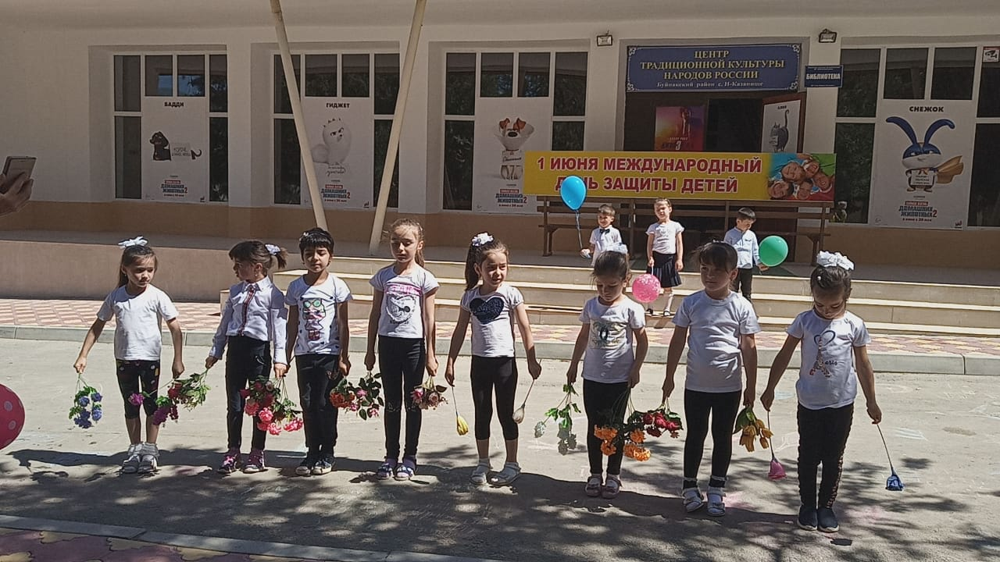 ЦЕНТР
ТРАДИЦИОННОЙ КУЛЬТУРЫ
НАРОДОВ РОССИИ
Буйнакский район с. Н-Казанище
БИБЛИОТЕКА
БАДДИ
ГИДЖЕТ
СНЕЖОК
1 ИЮНЯ МЕЖДУНАРОДНЫЙ
ДЕНЬ ЗАЩИТЫ ДЕТЕЙ
ДОМАШНИХ
ЖИВОТНЫХ 2
ДОМАШНИХ
ЖИВОТНЫХ 2
ДОМАШНИХ
ЖИВОТНЫХ 2
ДОМАШНИХ
ЖИВОТНЫХ 2